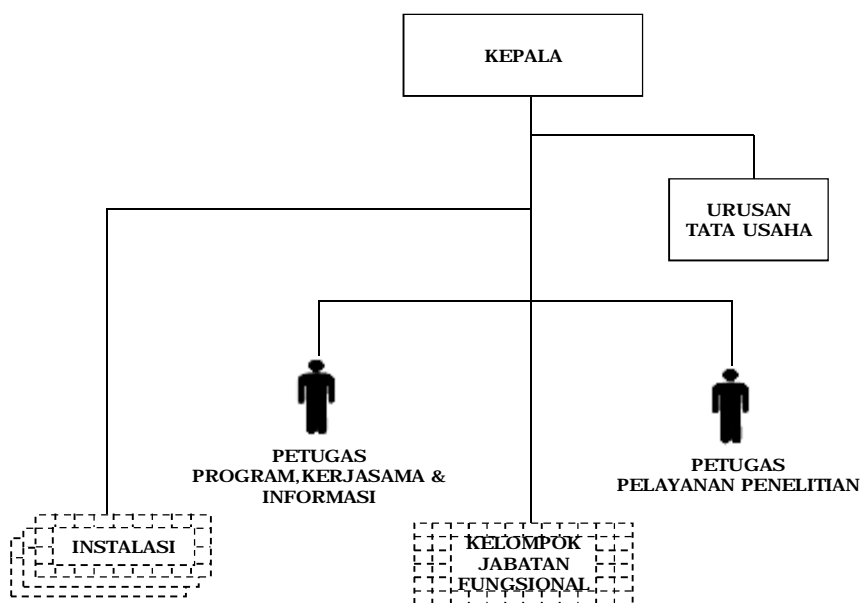 KEPALA
URUSAN
TATA USAHA
PETUGAS
PROGRAM,KERJASAMA &
INFORMASI
PETUGAS
PELAYANAN PENELITIAN
INSTALASI
KELOMPOK
JABATAN
FUNGSIONAL